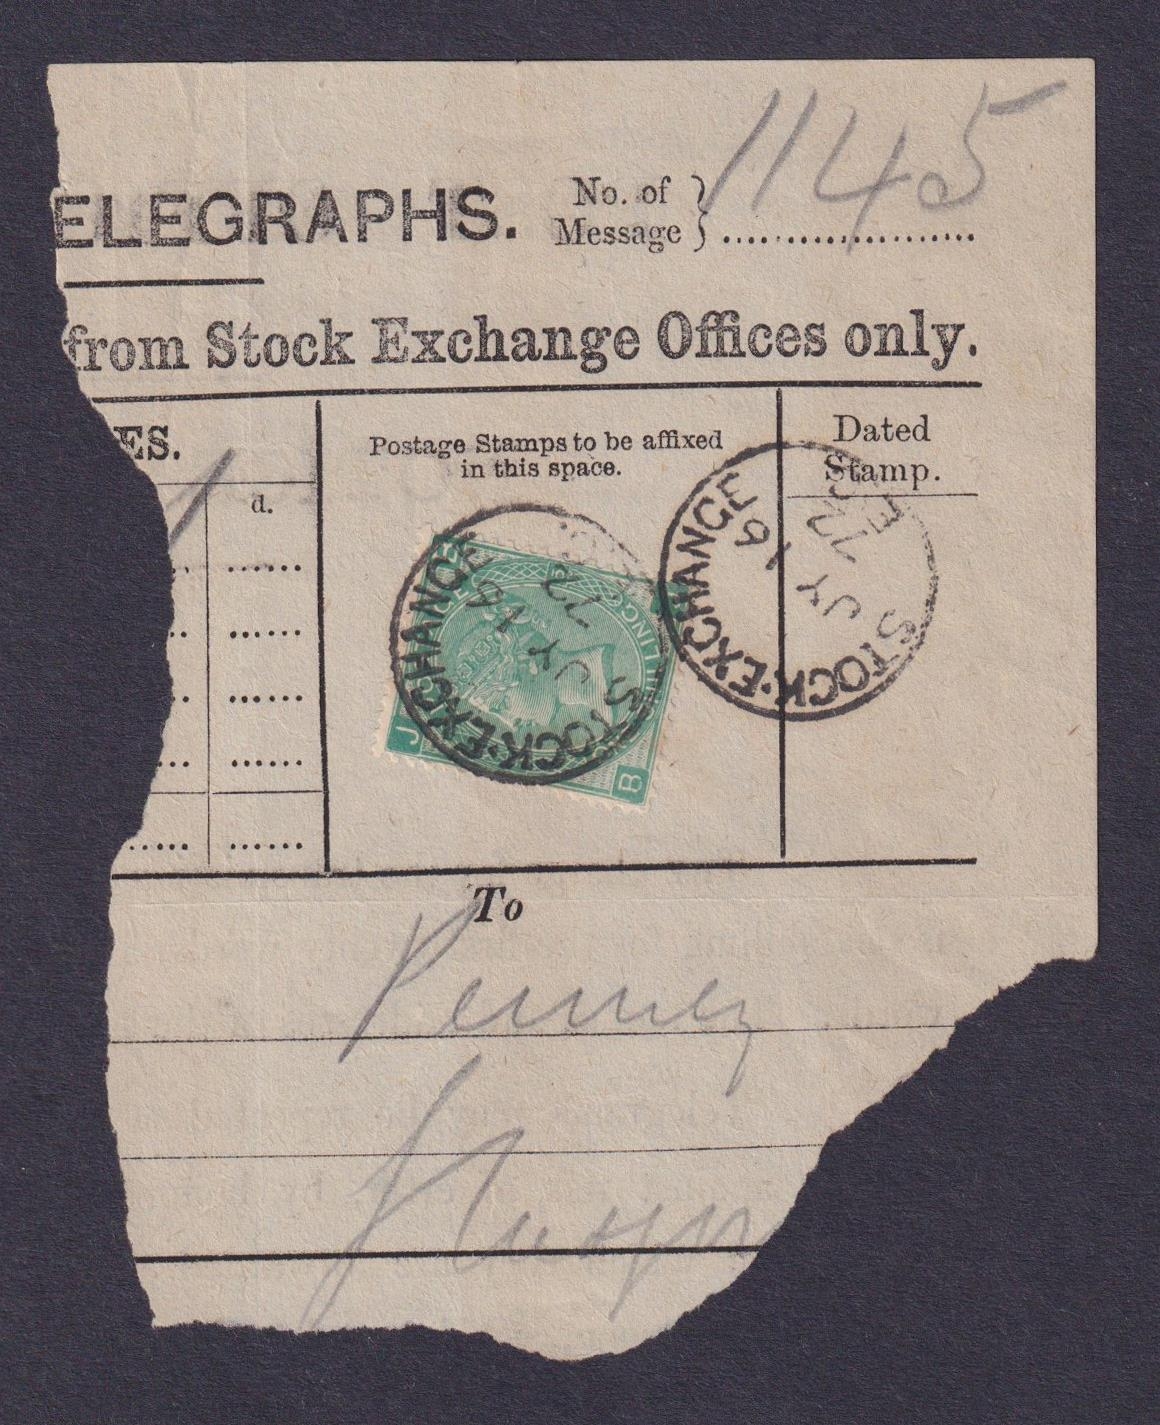 ELEGRAPHS.
No. of Message } 1145
from Stock Exchange Offices only.
ES.
1
d.
Postage Stamps to be affixed
in this space.
Dated
Stamp.
STOCK·EXCHANGE
16
JY
72
J
B
STOCK·EXCHANGE
16
JY
72
To